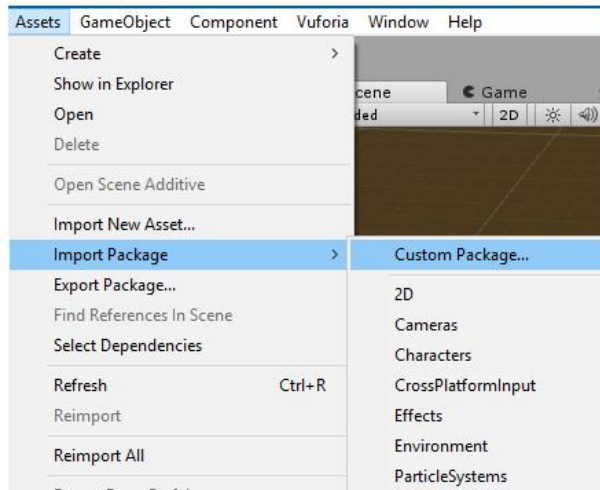 Assets GameObject Component Vuforia Window Help
Create >
Show in Explorer
cene Game
Open
ded 2D
Delete
Open Scene Additive
Import New Asset...
Import Package >
Custom Package...
Export Package...
2D
Find References In Scene
Cameras
Select Dependencies
Characters
Refresh Ctrl+R
CrossPlatformInput
Reimport
Effects
Environment
Reimport All
ParticleSystems